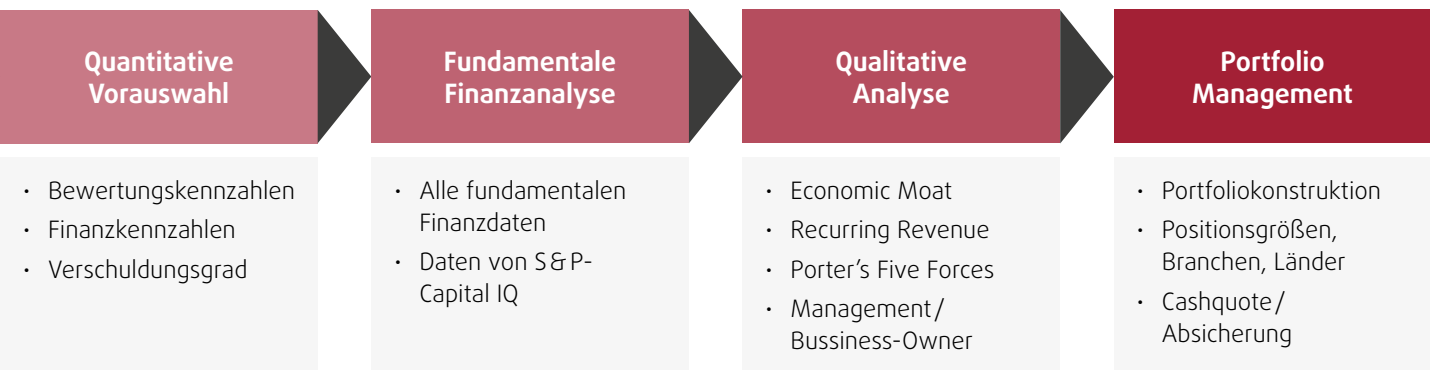 Quantitative
Vorauswahl
· Bewertungskennzahlen
· Finanzkennzahlen
· Verschuldungsgrad
Fundamentale
Finanzanalyse
· Alle fundamentalen
Finanzdaten
· Daten von S&P-
Capital IQ
Qualitative
Analyse
· Economic Moat
· Recurring Revenue
· Porter's Five Forces
· Management/
Bussiness-Owner
Portfolio
Management
· Portfoliokonstruktion
· Positionsgrößen,
Branchen, Länder
· Cashquote/
Absicherung